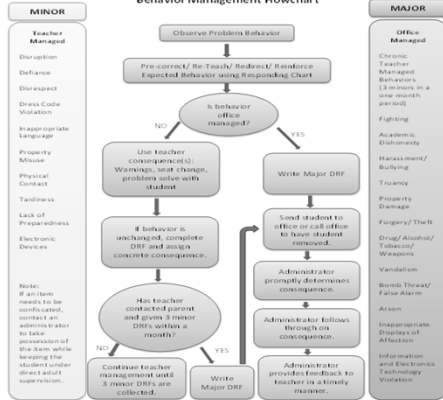 Behavior Management Flowchart
MINOR
Teacher
Managed
Disruption
Defiance
Disrespect
Dress Code
Violation
Inappropriate
Language
Property
Misuse
Physical
Contact
Tardiness
Lack of
Preparedness
Electronic
Devices
Note:
If an item
needs to be
confiscated,
contact an
administrator
to take
possession of
the item while
keeping the
student under
direct adult
supervision.
Observe Problem Behavior
Pre-correct/ Re-Teach/ Redirect/ Reinforce
Expected Behavior using Responding Chart
Is behavior
office
managed?
NO
YES
Use teacher
consequence(s):
Warnings, seat change,
problem solve with
student
If behavior is
unchanged, complete
DRF and assign
concrete consequence.
Has teacher
contacted parent
and given 3 minor
DRFs within a
month?
NO
YES
Continue teacher
management until
3 minor DRFs are
collected.
Write
Major DRF
Write Major DRF
Send student to
office or call office
to have student
removed.
Administrator
promptly determines
consequence.
Administrator follows
through on
consequence.
Administrator
provides feedback to
teacher in a timely
manner.
MAJOR
Office
Managed
Chronic
Teacher
Managed
Behaviors
(3 minors in a
one month
period)
Fighting
Academic
Dishonesty
Harassment/
Bullying
Truancy
Property
Damage
Forgery/ Theft
Drug/ Alcohol/
Tobacco/
Weapons
Vandalism
Bomb Threat/
False Alarm
Arson
Inappropriate
Displays of
Affection
Information
and Electronics
Technology
Violation